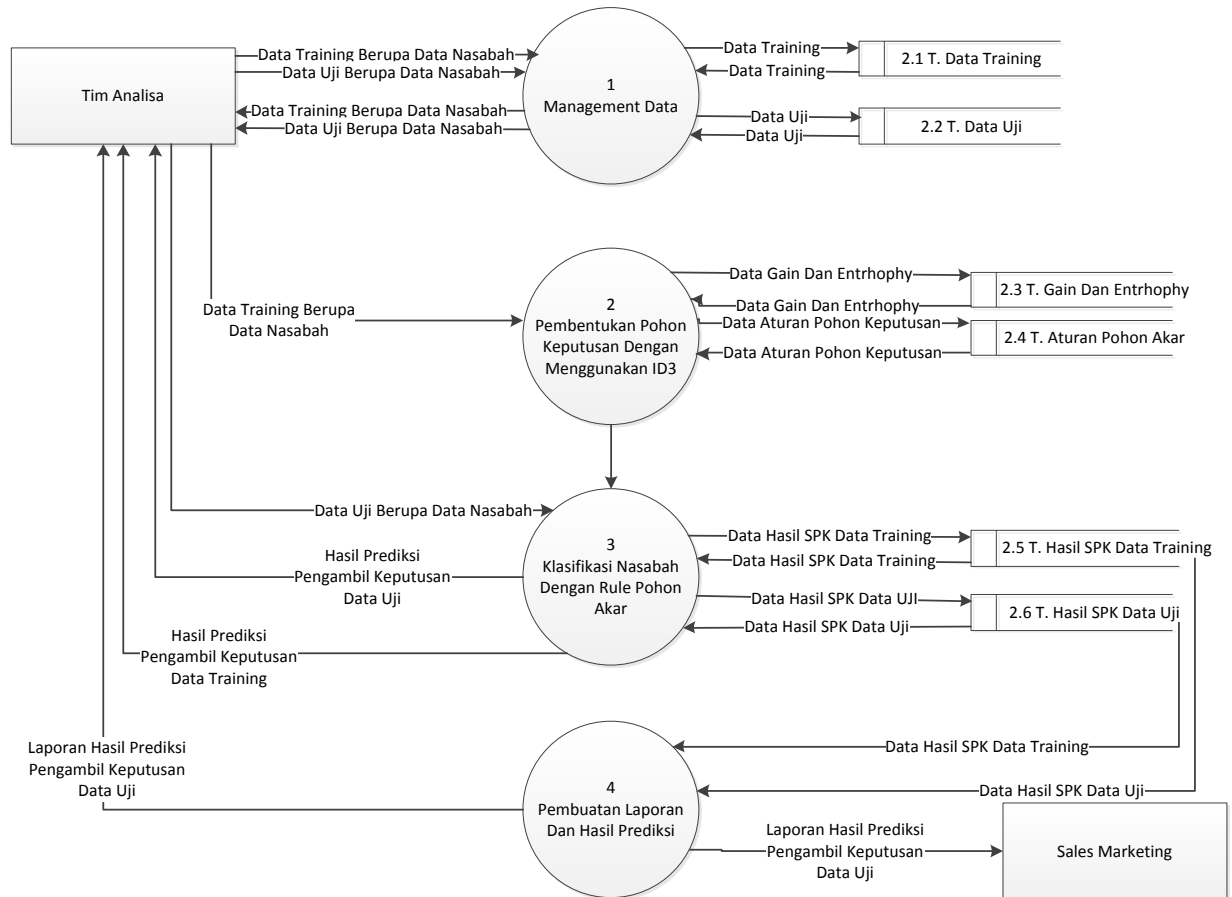 Data Training Berupa Data Nasabah
Data Uji Berupa Data Nasabah
Tim Analisa
Data Training Berupa Data Nasabah
Data Uji Berupa Data Nasabah
1
Management Data
Data Training
Data Training
2.1 T. Data Training
Data Uji
Data Uji
2.2 T. Data Uji
Data Training Berupa
Data Nasabah
2
Pembentukan Pohon
Keputusan Dengan
Menggunakan ID3
Data Gain Dan Entrhophy
Data Gain Dan Entrhophy
2.3 T. Gain Dan Entrhophy
Data Aturan Pohon Keputusan
Data Aturan Pohon Keputusan
2.4 T. Aturan Pohon Akar
Data Uji Berupa Data Nasabah
3
Klasifikasi Nasabah
Dengan Rule Pohon
Akar
Data Hasil SPK Data Training
Data Hasil SPK Data Training
2.5 T. Hasil SPK Data Training
Data Hasil SPK Data UJI
Data Hasil SPK Data Uji
2.6 T. Hasil SPK Data Uji
Hasil Prediksi
Pengambil Keputusan
Data Uji
Hasil Prediksi
Pengambil Keputusan
Data Training
Laporan Hasil Prediksi
Pengambil Keputusan
Data Uji
4
Pembuatan Laporan
Dan Hasil Prediksi
Data Hasil SPK Data Training
Data Hasil SPK Data Uji
Laporan Hasil Prediksi
Pengambil Keputusan
Data Uji
Sales Marketing